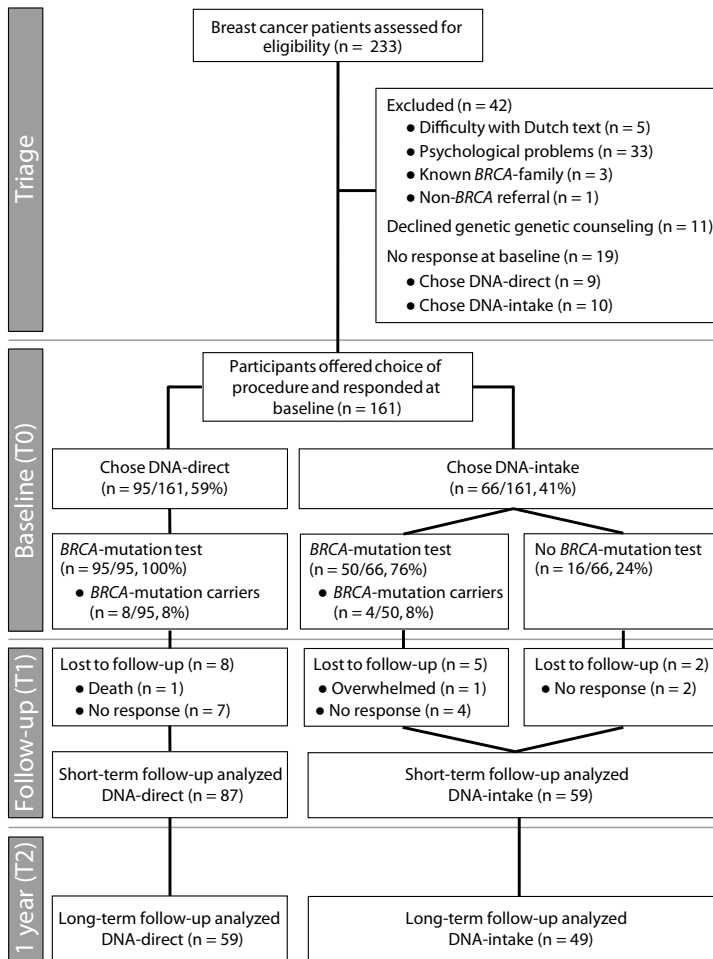 Triage
Breast cancer patients assessed for
eligibility (n = 233)
Excluded (n = 42)
● Difficulty with Dutch text (n = 5)
● Psychological problems (n = 33)
● Known BRCA-family (n = 3)
● Non-BRCA referral (n = 1)
Declined genetic genetic counseling (n = 11)
No response at baseline (n = 19)
● Chose DNA-direct (n = 9)
● Chose DNA-intake (n = 10)
Baseline (T0)
Participants offered choice of
procedure and responded at
baseline (n = 161)
Chose DNA-direct
(n = 95/161, 59%)
Chose DNA-intake
(n = 66/161, 41%)
BRCA-mutation test
(n = 95/95, 100%)
● BRCA-mutation carriers
(n = 8/95, 8%)
BRCA-mutation test
(n = 50/66, 76%)
● BRCA-mutation carriers
(n = 4/50, 8%)
No BRCA-mutation test
(n = 16/66, 24%)
Follow-up (T1)
Lost to follow-up (n = 8)
● Death (n = 1)
● No response (n = 7)
Lost to follow-up (n = 5)
● Overwhelmed (n = 1)
● No response (n = 4)
Lost to follow-up (n = 2)
● No response (n = 2)
Short-term follow-up analyzed
DNA-direct (n = 87)
Short-term follow-up analyzed
DNA-intake (n = 59)
1 year (T2)
Long-term follow-up analyzed
DNA-direct (n = 59)
Long-term follow-up analyzed
DNA-intake (n = 49)